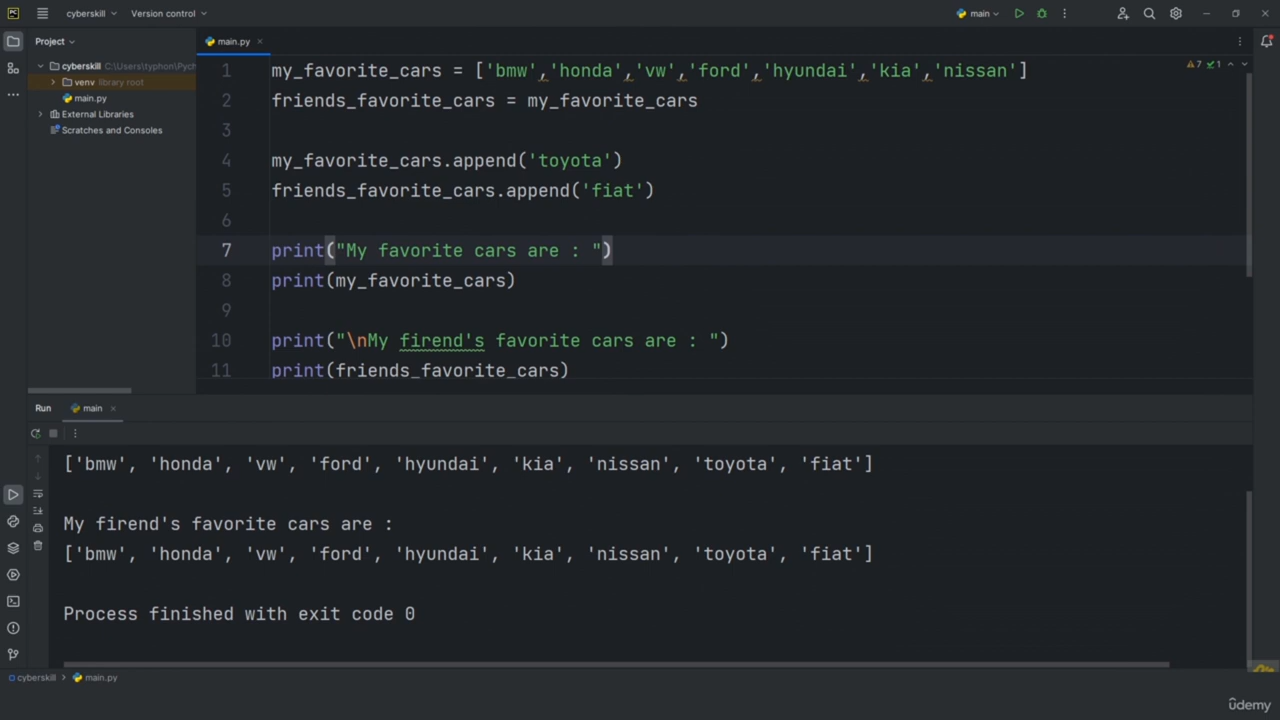 cyberskill
Version control
main
Project
main.py
cyberskill C:\Users\typhon\Pych
venv library root
main.py
External Libraries
Scratches and Consoles
7 1
1 my_favorite_cars = ['bmw','honda','vw','ford','hyundai','kia','nissan']
2 friends_favorite_cars = my_favorite_cars
3
4 my_favorite_cars.append('toyota')
5 friends_favorite_cars.append('fiat')
6
7 print("My favorite cars are : ")
8 print(my_favorite_cars)
9
10 print("\nMy firend's favorite cars are : ")
11 print(friends_favorite_cars)
Run main
['bmw', 'honda', 'vw', 'ford', 'hyundai', 'kia', 'nissan', 'toyota', 'fiat']
My firend's favorite cars are :
['bmw', 'honda', 'vw', 'ford', 'hyundai', 'kia', 'nissan', 'toyota', 'fiat']
Process finished with exit code 0
cyberskill > main.py
udemy